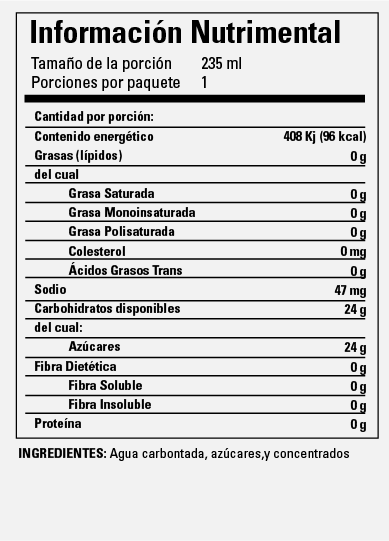 Información Nutrimental
Tamaño de la porción 235 ml
Porciones por paquete 1
Cantidad por porción:
Contenido energético 408 Kj (96 kcal)
Grasas (lípidos) 0 g
del cual
Grasa Saturada 0 g
Grasa Monoinsaturada 0 g
Grasa Polisaturada 0 g
Colesterol 0 mg
Ácidos Grasos Trans 0 g
Sodio 47 mg
Carbohidratos disponibles 24 g
del cual:
Azúcares 24 g
Fibra Dietética 0 g
Fibra Soluble 0 g
Fibra Insoluble 0 g
Proteína 0 g
INGREDIENTES: Agua carbontada, azúcares,y concentrados